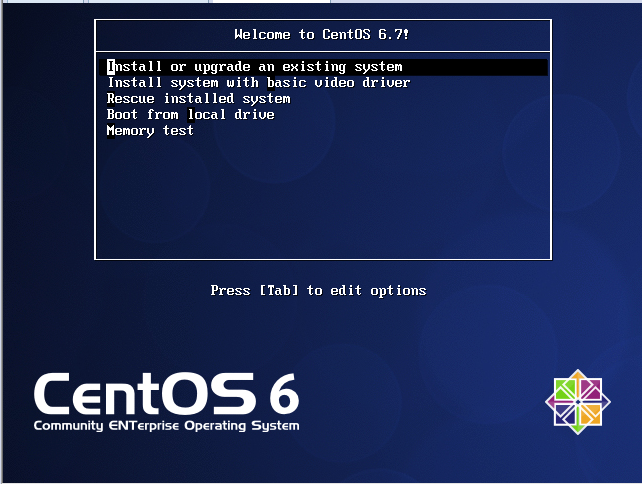 Welcome to CentOS 6.7!
Install or upgrade an existing system
Install system with basic video driver
Rescue installed system
Boot from local drive
Memory test
Press [Tab] to edit options
CentOS 6
Community ENTerprise Operating System